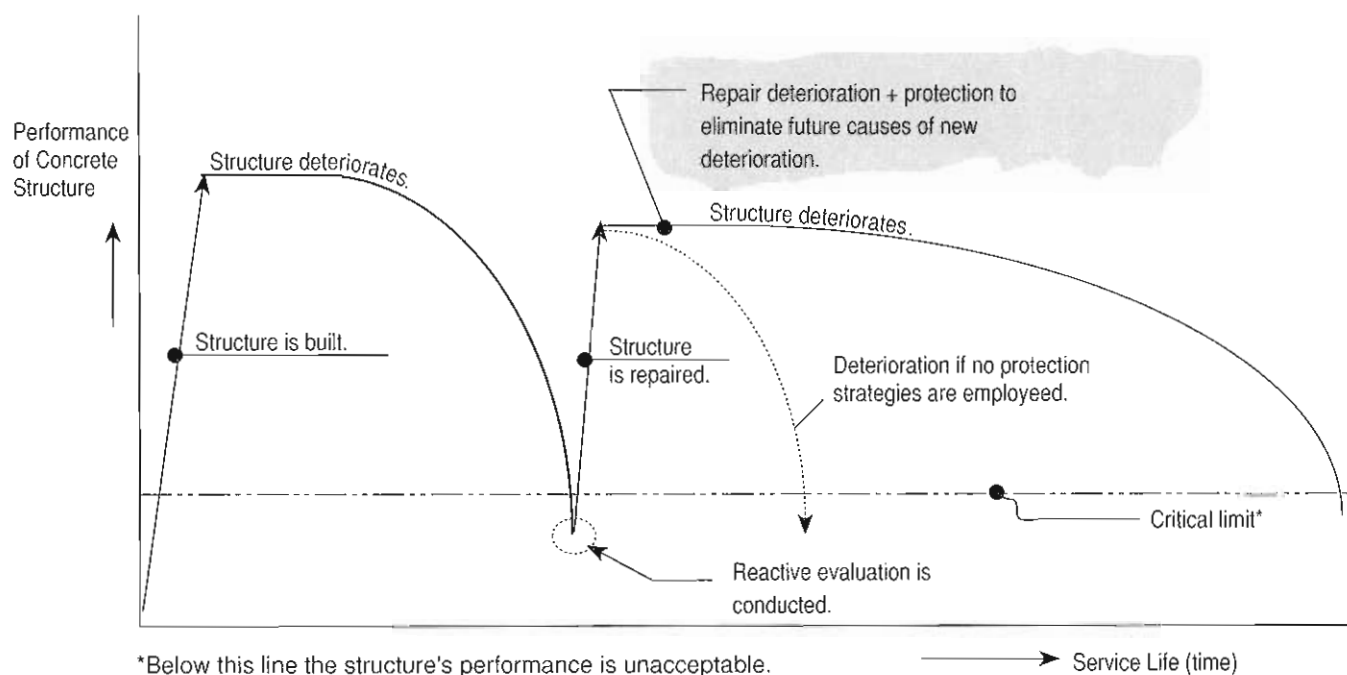 Performance
of Concrete
Structure
Structure deteriorates.
Structure is built.
Repair deterioration + protection to
eliminate future causes of new
deterioration.
Structure deteriorates.
Structure
is repaired.
Deterioration if no protection
strategies are employeed.
Critical limit*
Reactive evaluation is
conducted.
*Below this line the structure's performance is unacceptable.
Service Life (time)